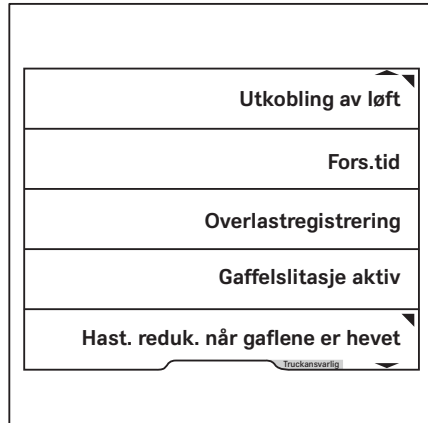 Utkobling av løft
Fors.tid
Overlastregistrering
Gaffelslitasje aktiv
Hast. reduk. når gaflene er hevet
Truckansvarlig